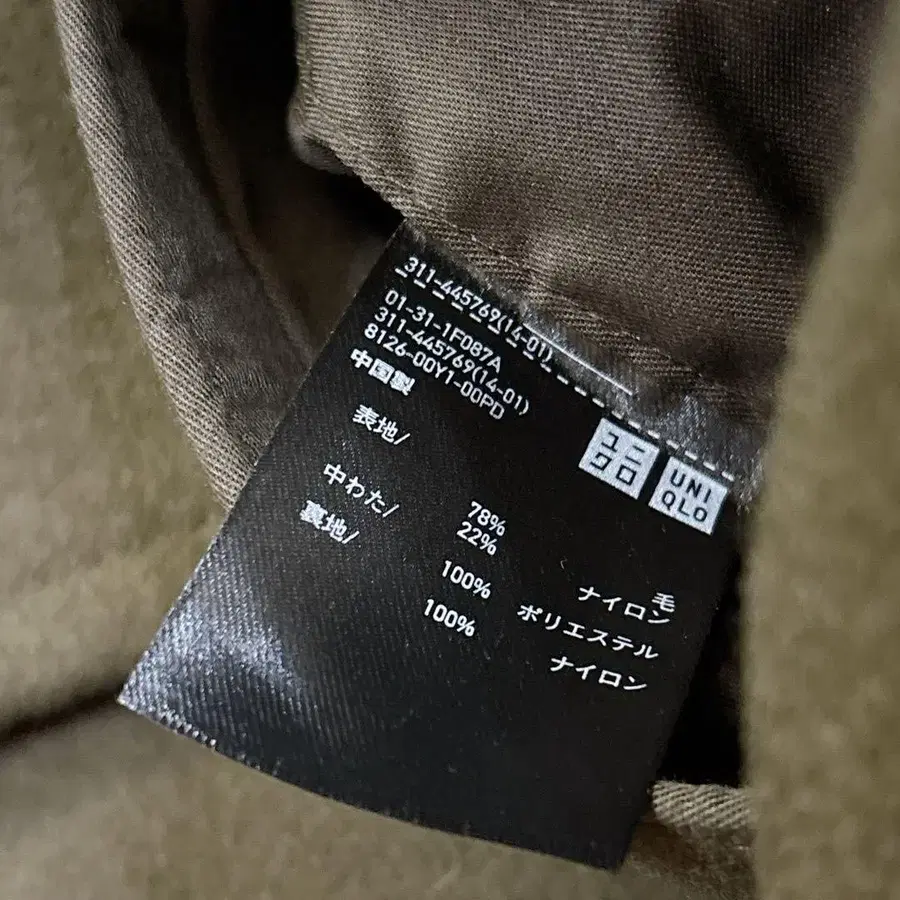 311-445769(14-01)
01-31-1F087A
311-445769(14-01)
8126-00Y1-00PD
中国製
ユニ
クロ
UNI
QLO
表地/
78% 毛
22% ナイロン
中わた/
100% ポリエステル
裏地/
100% ナイロン